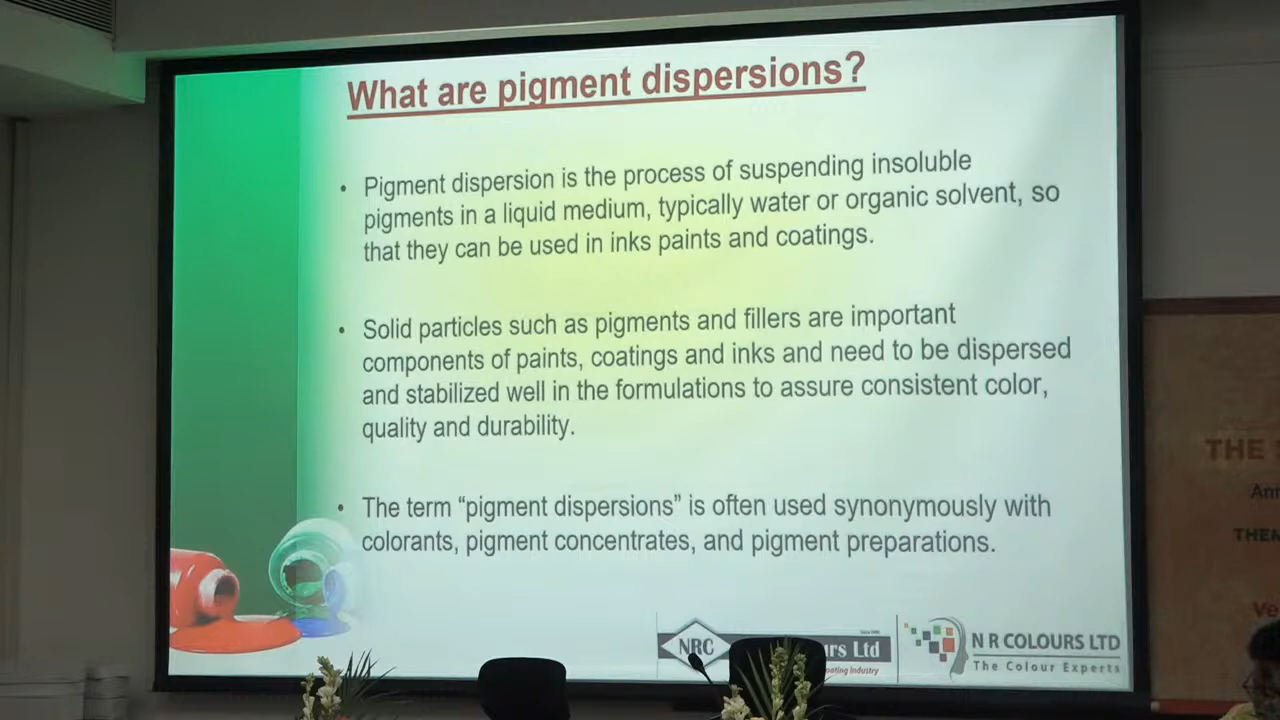 What are pigment dispersions?
• Pigment dispersion is the process of suspending insoluble
pigments in a liquid medium, typically water or organic solvent, so
that they can be used in inks paints and coatings.
• Solid particles such as pigments and fillers are important
components of paints, coatings and inks and need to be dispersed
and stabilized well in the formulations to assure consistent color,
quality and durability.
• The term “pigment dispersions” is often used synonymously with
colorants, pigment concentrates, and pigment preparations.
NRC
Ltd
Industry
N R COLOURS LTD
The Colour Experts
THE